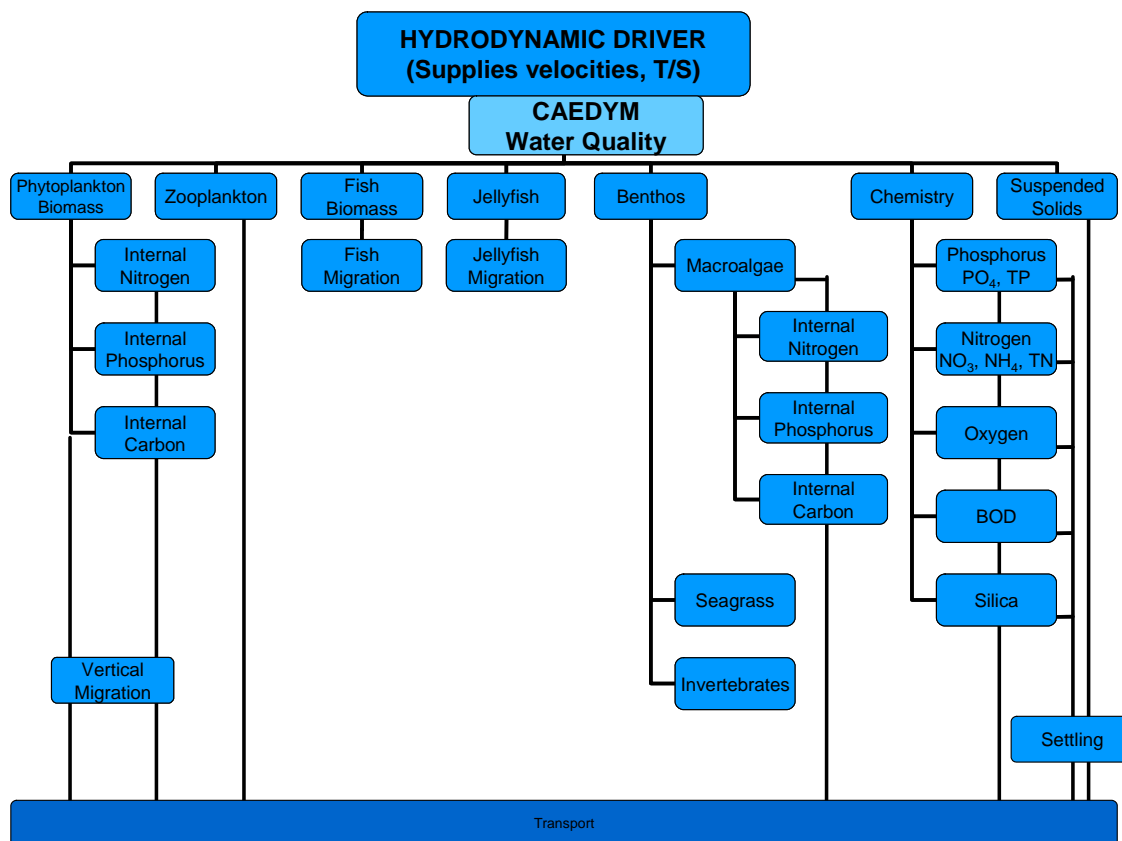 HYDRODYNAMIC DRIVER
(Supplies velocities, T/S)
CAEDYM
Water Quality
Phytoplankton
Biomass
Zooplankton
Fish
Biomass
Jellyfish
Benthos
Chemistry
Suspended
Solids
Internal
Nitrogen
Fish
Migration
Jellyfish
Migration
Macroalgae
Phosphorus
PO₄, TP
Internal
Phosphorus
Internal
Nitrogen
Nitrogen
NO₃, NH₄, TN
Internal
Carbon
Internal
Phosphorus
Oxygen
Internal
Carbon
BOD
Seagrass
Silica
Vertical
Migration
Invertebrates
Settling
Transport